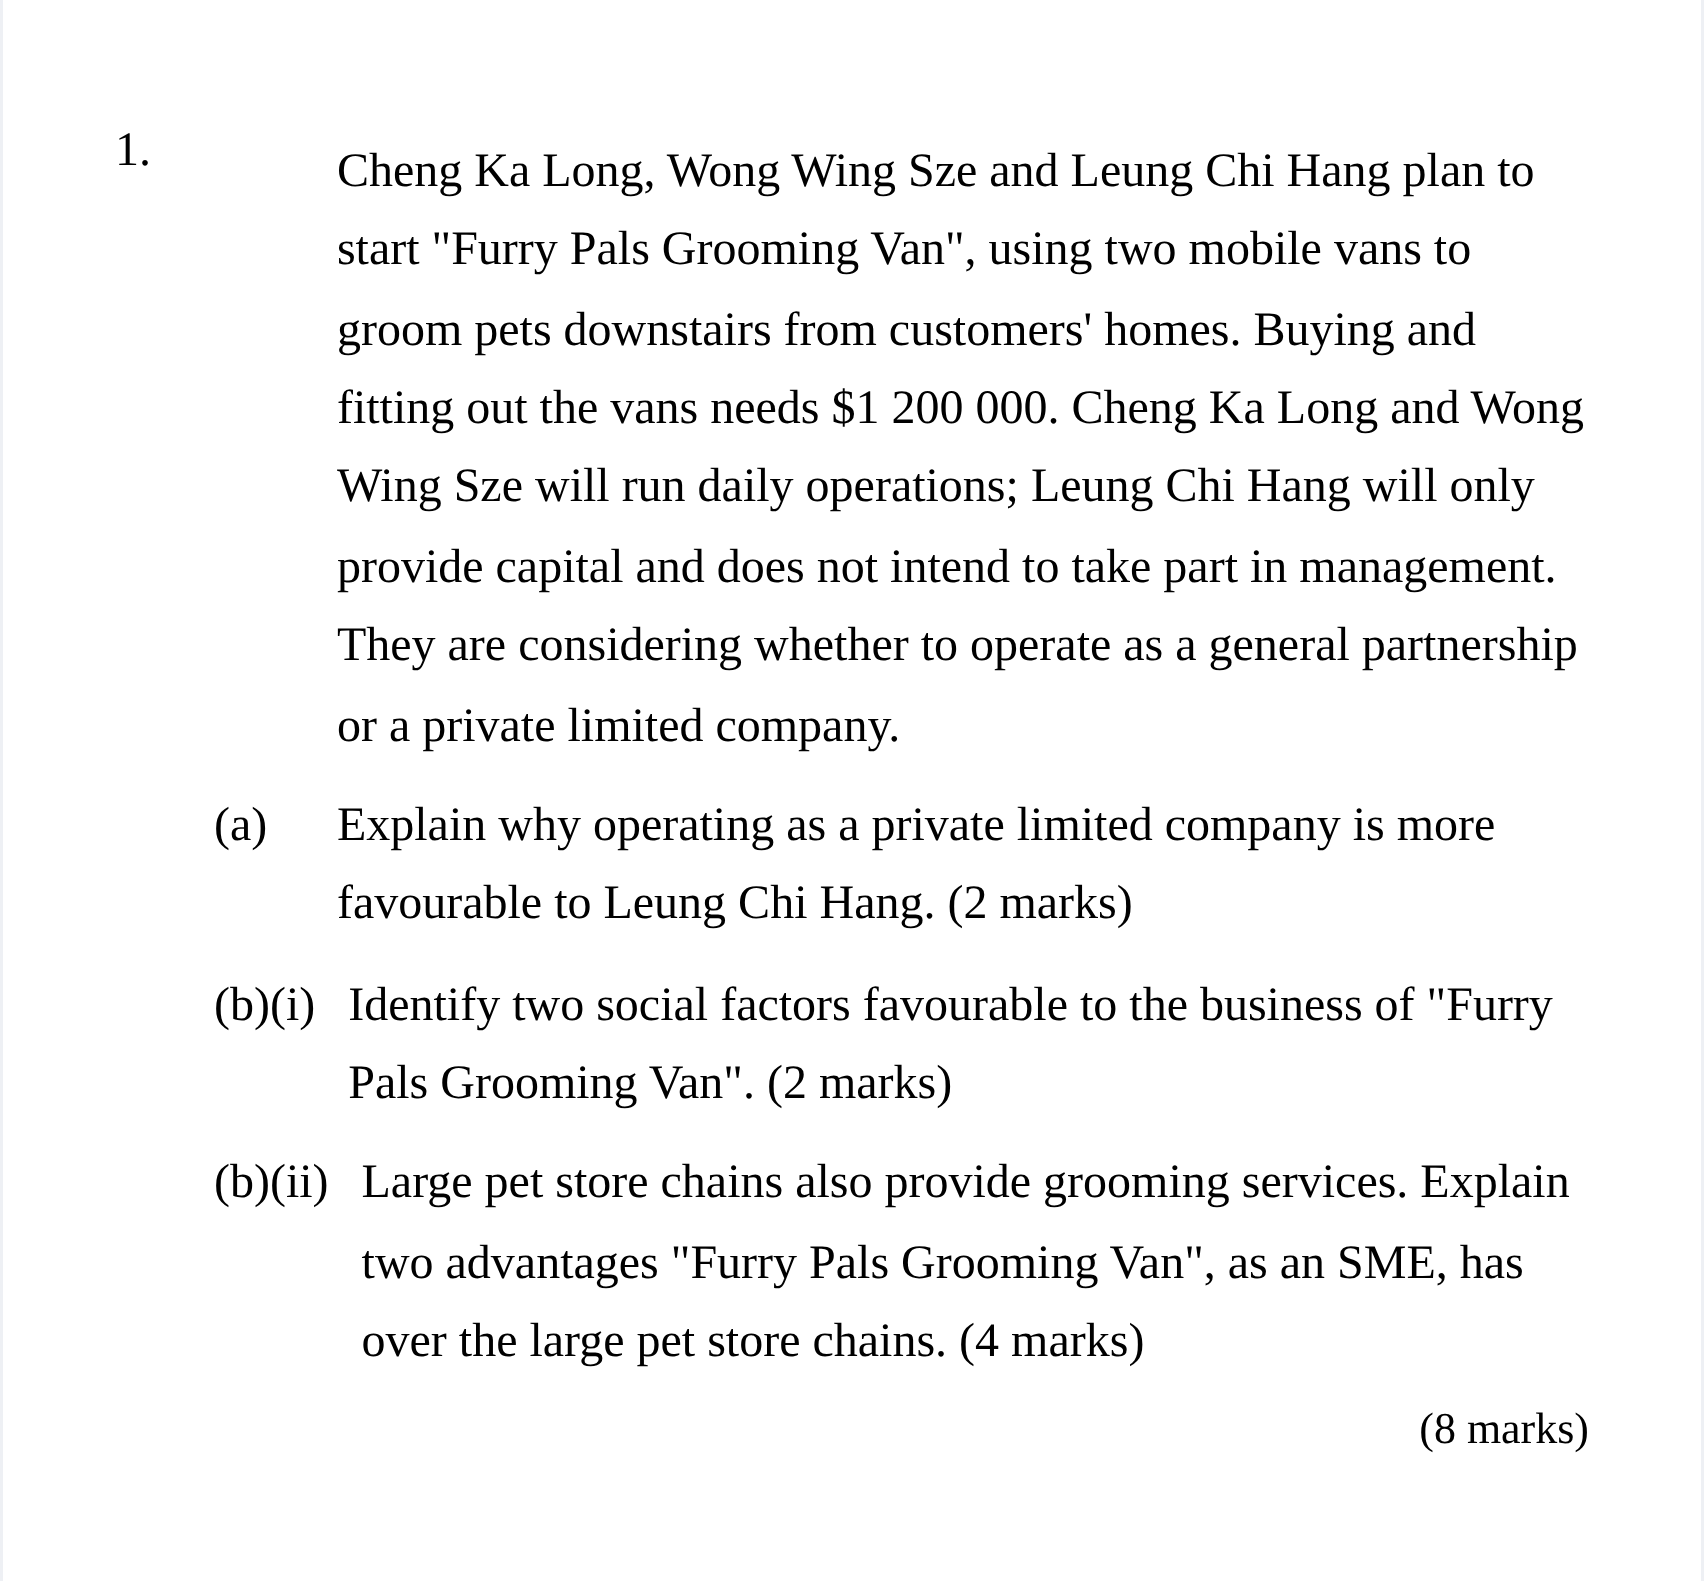 1.
Cheng Ka Long, Wong Wing Sze and Leung Chi Hang plan to
start "Furry Pals Grooming Van", using two mobile vans to
groom pets downstairs from customers' homes. Buying and
fitting out the vans needs $1 200 000. Cheng Ka Long and Wong
Wing Sze will run daily operations; Leung Chi Hang will only
provide capital and does not intend to take part in management.
They are considering whether to operate as a general partnership
or a private limited company.
(a) Explain why operating as a private limited company is more
favourable to Leung Chi Hang. (2 marks)
(b)(i) Identify two social factors favourable to the business of "Furry
Pals Grooming Van". (2 marks)
(b)(ii) Large pet store chains also provide grooming services. Explain
two advantages "Furry Pals Grooming Van", as an SME, has
over the large pet store chains. (4 marks)
(8 marks)